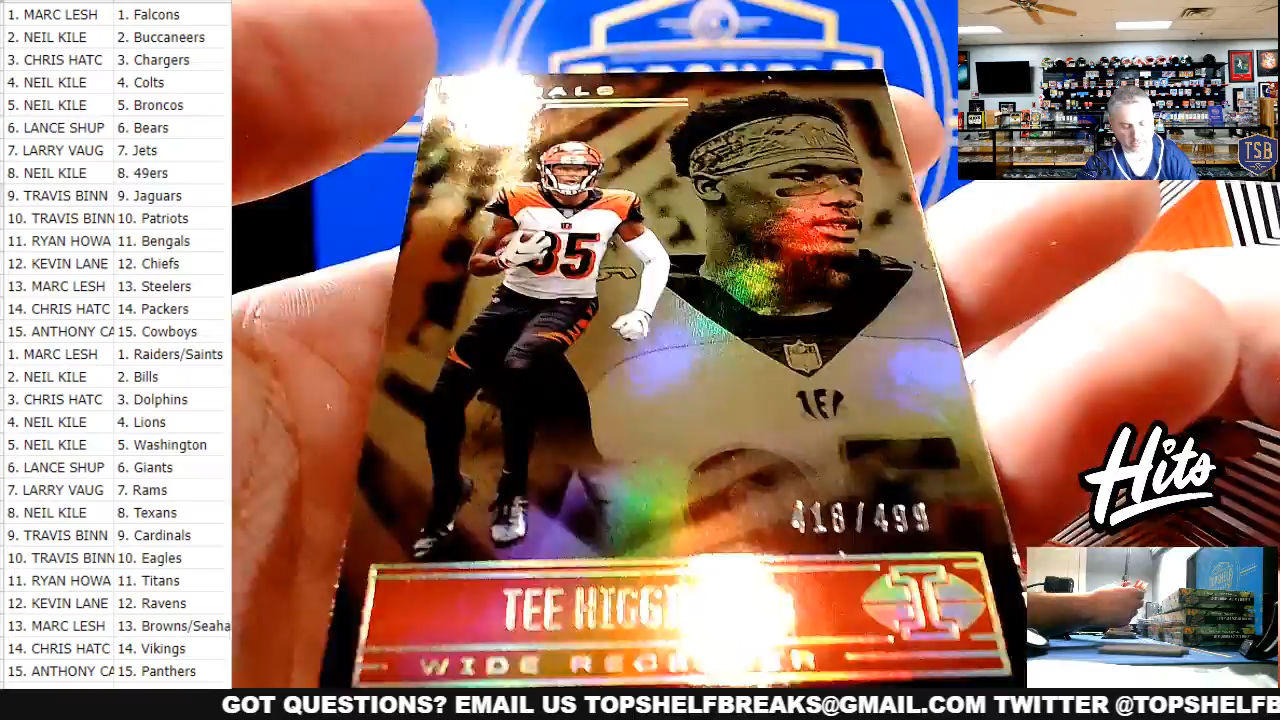 1. MARC LESH 1. Falcons
2. NEIL KILE 2. Buccaneers
3. CHRIS HATC 3. Chargers
4. NEIL KILE 4. Colts
5. NEIL KILE 5. Broncos
6. LANCE SHUP 6. Bears
7. LARRY VAUG 7. Jets
8. NEIL KILE 8. 49ers
9. TRAVIS BINN 9. Jaguars
10. TRAVIS BINN 10. Patriots
11. RYAN HOWA 11. Bengals
12. KEVIN LANE 12. Chiefs
13. MARC LESH 13. Steelers
14. CHRIS HATC 14. Packers
15. ANTHONY CA 15. Cowboys
1. MARC LESH 1. Raiders/Saints
2. NEIL KILE 2. Bills
3. CHRIS HATC 3. Dolphins
4. NEIL KILE 4. Lions
5. NEIL KILE 5. Washington
6. LANCE SHUP 6. Giants
7. LARRY VAUG 7. Rams
8. NEIL KILE 8. Texans
9. TRAVIS BINN 9. Cardinals
10. TRAVIS BINN 10. Eagles
11. RYAN HOWA 11. Titans
12. KEVIN LANE 12. Ravens
13. MARC LESH 13. Browns/Seaha
14. CHRIS HATC 14. Vikings
15. ANTHONY CA 15. Panthers
85
418/499
TEE HIGG
WIDE RECEIVER
TSB
Hits
GOT QUESTIONS? EMAIL US TOPSHELFBREAKS@GMAIL.COM TWITTER @TOPSHELFB